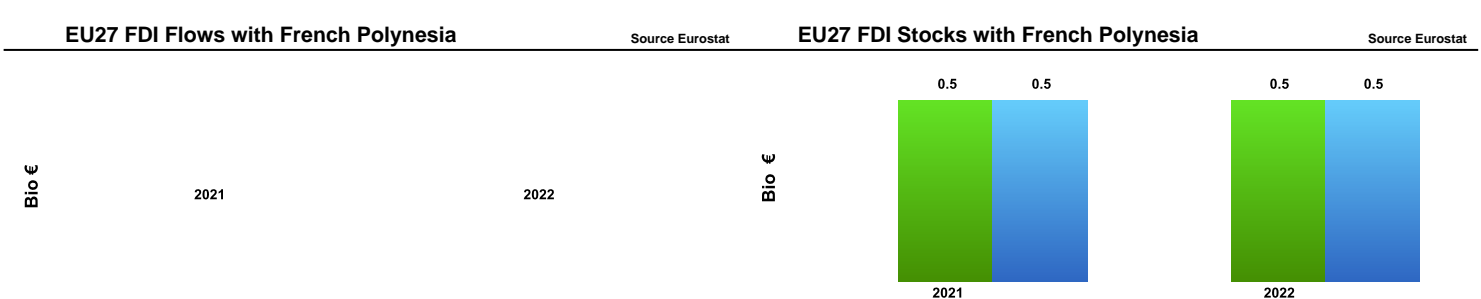 EU27 FDI Flows with French Polynesia
Source Eurostat
Bio €
2021
2022
EU27 FDI Stocks with French Polynesia
Source Eurostat
Bio €
0.5
0.5
0.5
0.5
2021
2022